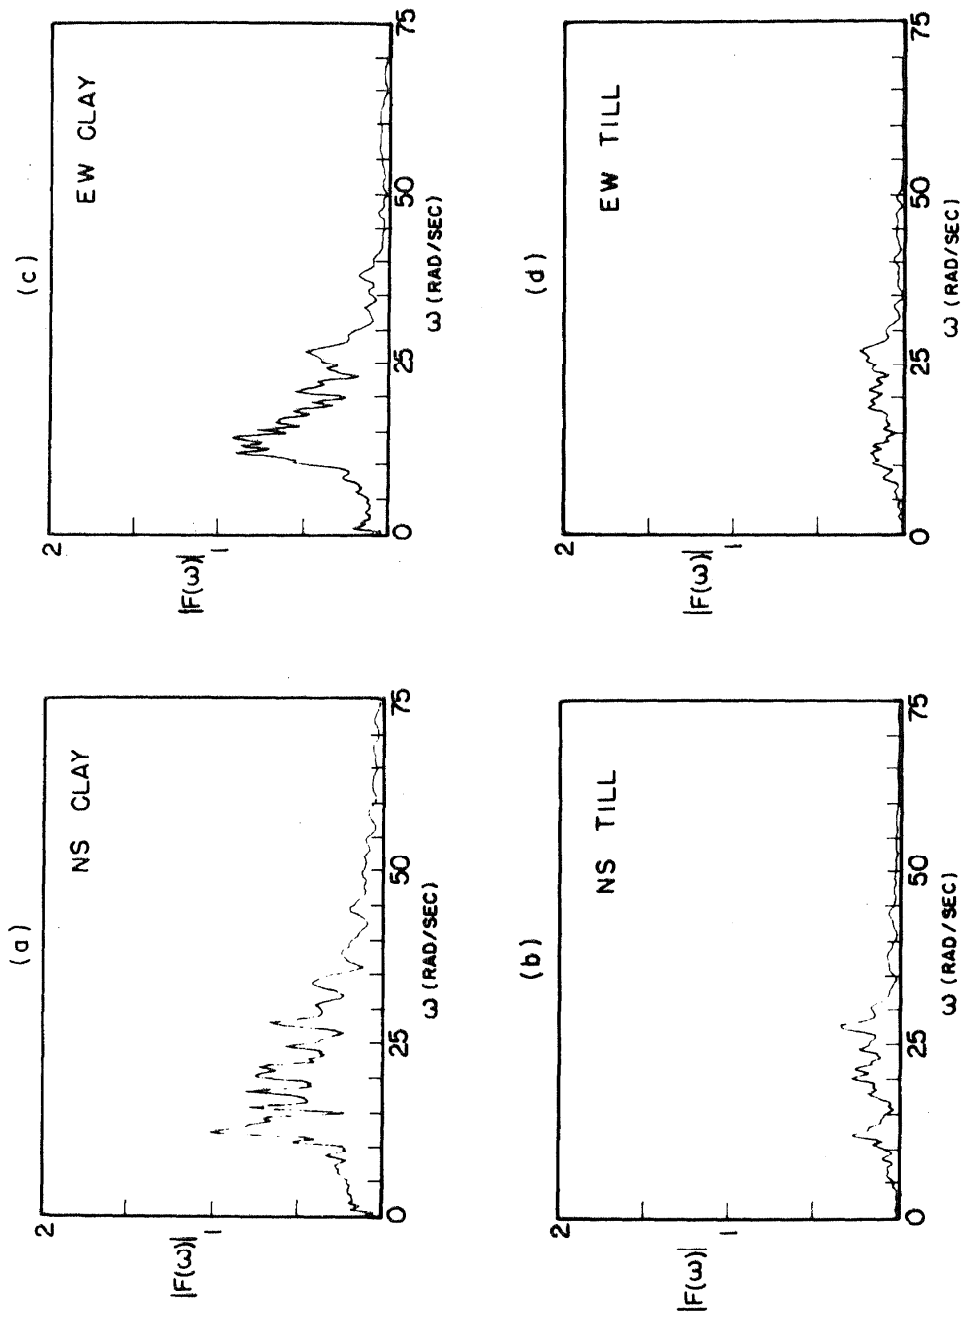 (a)
NS CLAY
2
|F(ω)| 1
0 25 50 75
ω (RAD/SEC)
(c)
EW CLAY
2
|F(ω)| 1
0 25 50 75
ω (RAD/SEC)
(b)
NS TILL
2
|F(ω)| 1
0 25 50 75
ω (RAD/SEC)
(d)
EW TILL
2
|F(ω)| 1
0 25 50 75
ω (RAD/SEC)